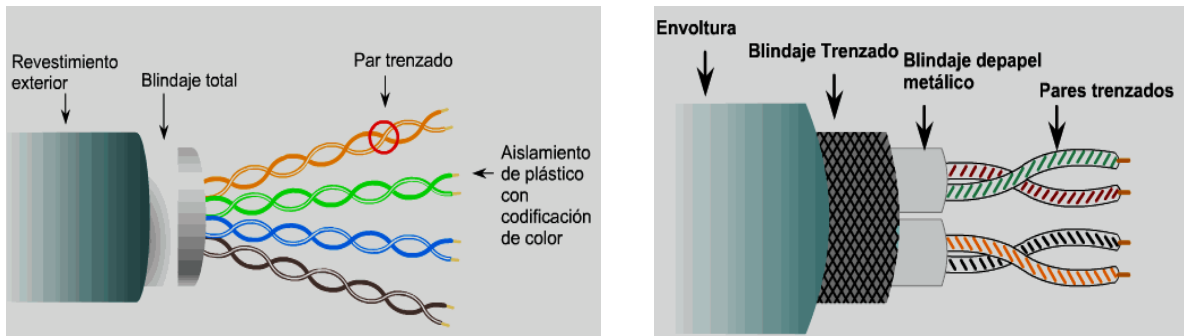 Revestimiento
exterior
Blindaje total
Par trenzado
Aislamiento
de plástico
con
codificación
de color
Envoltura
Blindaje Trenzado
Blindaje depapel
metálico
Pares trenzados